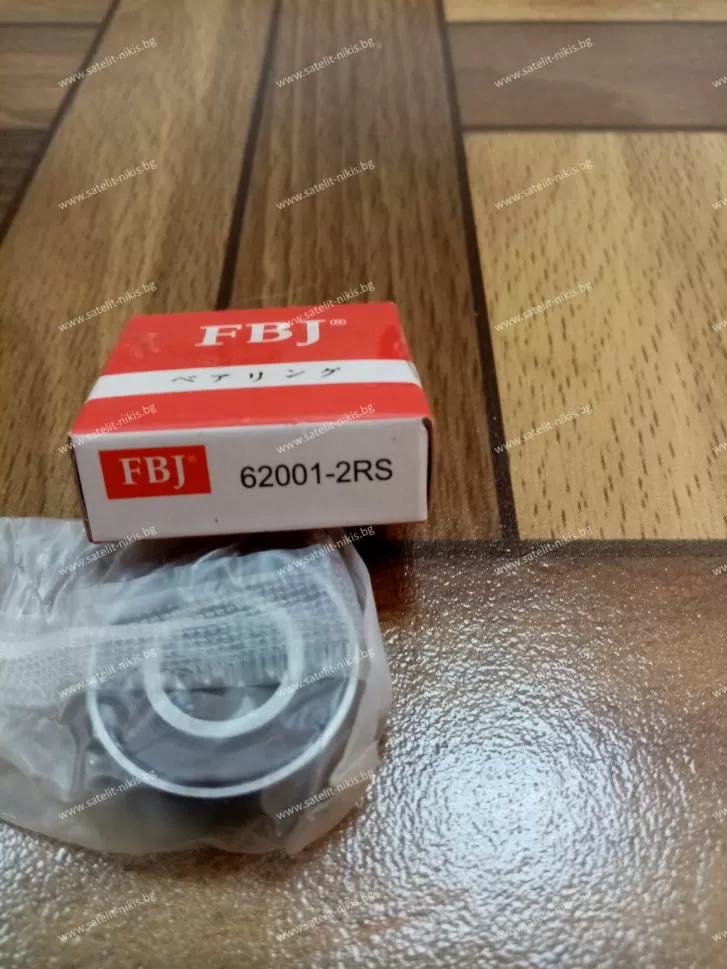 FBJ®
ベアリング
FBJ®
62001-2RS
www.satelit-nikis.bg